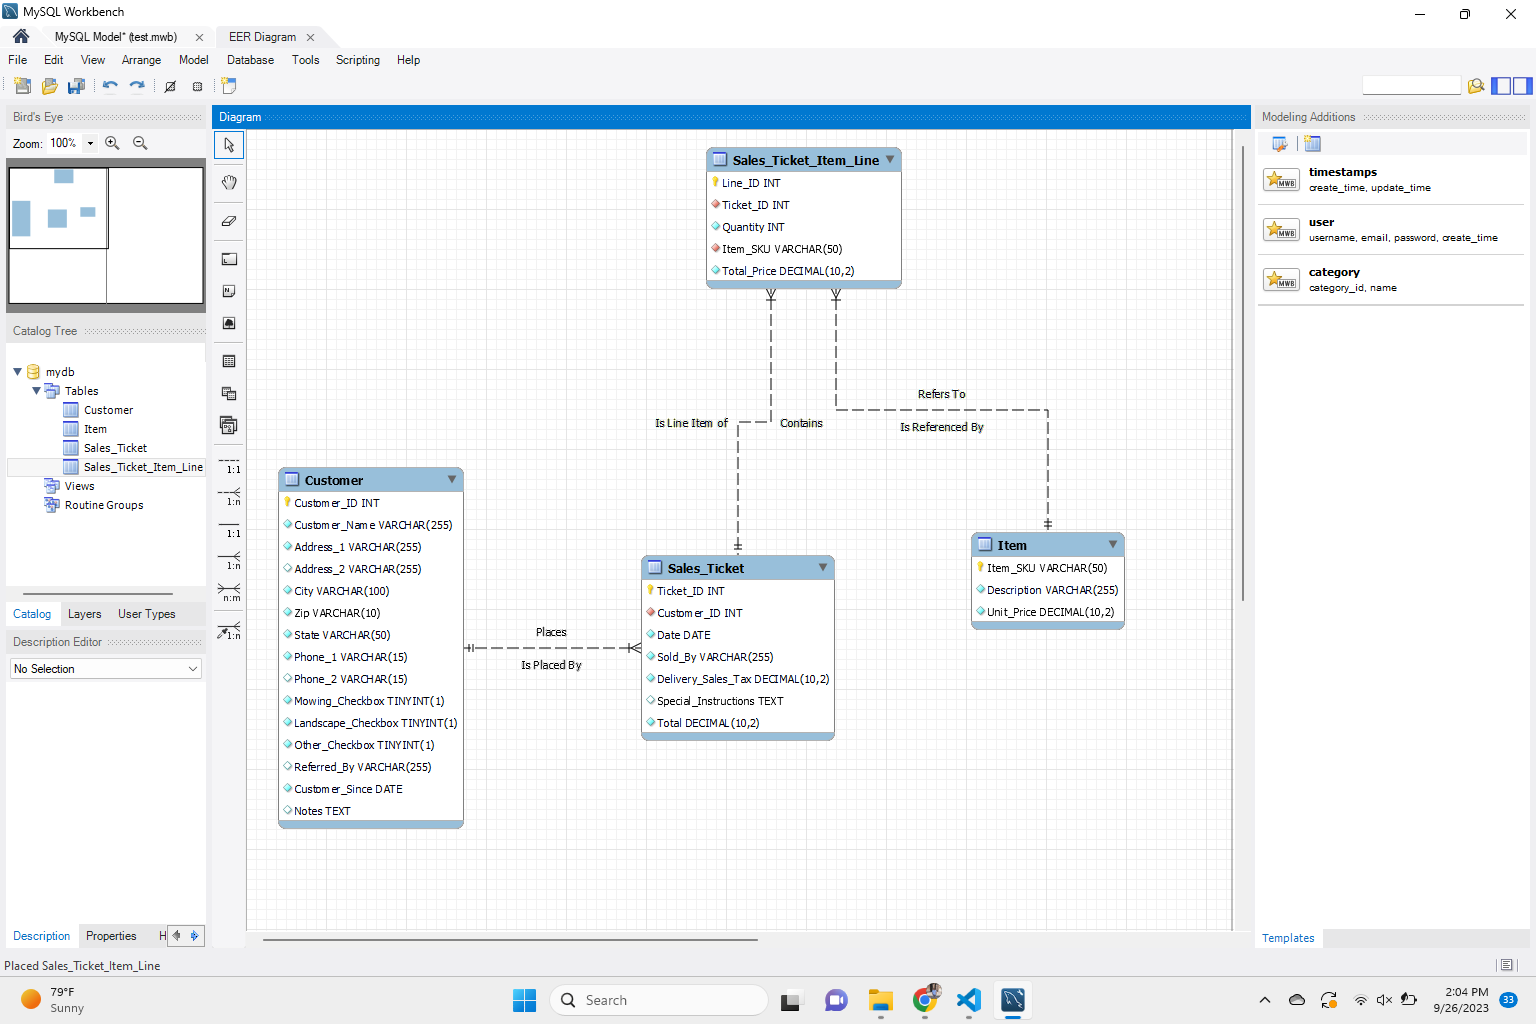 MySQL Workbench
MySQL Model* (test.mwb)
EER Diagram
File Edit View Arrange Model Database Tools Scripting Help
Bird's Eye
Zoom: 100%
Catalog Tree
mydb
Tables
Customer
Item
Sales_Ticket
Sales_Ticket_Item_Line
Views
Routine Groups
Catalog Layers User Types
Description Editor
No Selection
Description Properties H
Diagram
1:1
1:n
1:1
1:n
n:m
1:n
Sales_Ticket_Item_Line
Line_ID INT
Ticket_ID INT
Quantity INT
Item_SKU VARCHAR(50)
Total_Price DECIMAL(10,2)
Refers To
Is Referenced By
Is Line Item of
Contains
Customer
Customer_ID INT
Customer_Name VARCHAR(255)
Address_1 VARCHAR(255)
Address_2 VARCHAR(255)
City VARCHAR(100)
Zip VARCHAR(10)
State VARCHAR(50)
Phone_1 VARCHAR(15)
Phone_2 VARCHAR(15)
Mowing_Checkbox TINYINT(1)
Landscape_Checkbox TINYINT(1)
Other_Checkbox TINYINT(1)
Referred_By VARCHAR(255)
Customer_Since DATE
Notes TEXT
Places
Is Placed By
Sales_Ticket
Ticket_ID INT
Customer_ID INT
Date DATE
Sold_By VARCHAR(255)
Delivery_Sales_Tax DECIMAL(10,2)
Special_Instructions TEXT
Total DECIMAL(10,2)
Item
Item_SKU VARCHAR(50)
Description VARCHAR(255)
Unit_Price DECIMAL(10,2)
Modeling Additions
MWB
timestamps
create_time, update_time
MWB
user
username, email, password, create_time
MWB
category
category_id, name
Templates
Placed Sales_Ticket_Item_Line
79°F
Sunny
Search
2:04 PM
9/26/2023
33